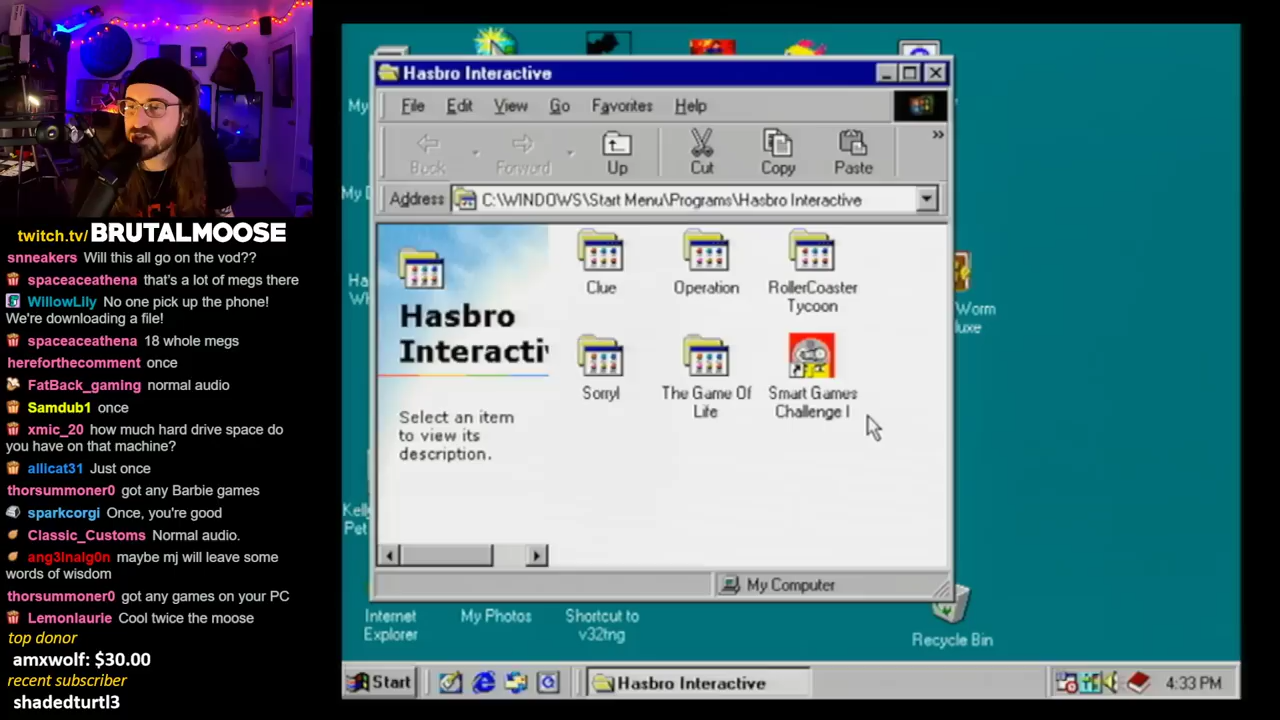 twitch.tv/BRUTALMOOSE
snneakers Will this all go on the vod??
spaceaceathena that's a lot of megs there
WillowLily No one pick up the phone!
We're downloading a file!
spaceaceathena 18 whole megs
hereforthecomment once
FatBack_gaming normal audio
Samdub1 once
xmic_20 how much hard drive space do
you have on that machine?
allicat31 Just once
thorsummoner0 got any Barbie games
sparkcorgi Once, you're good
Classic_Customs Normal audio.
ang3lnalg0n maybe mj will leave some
words of wisdom
thorsummoner0 got any games on your PC
Lemonlaurie Cool twice the moose
top donor
amxwolf: $30.00
recent subscriber
shadedturtl3
Hasbro Interactive
File Edit View Go Favorites Help
Back Forward Up Cut Copy Paste
Address C:\WINDOWS\Start Menu\Programs\Hasbro Interactive
Hasbro
Interacti
Select an item
to view its
description.
Clue
Operation
RollerCoaster
Tycoon
Sorry!
The Game Of
Life
Smart Games
Challenge I
My Computer
Worm
Internet
Explorer
My Photos
Shortcut to
v32tng
Recycle Bin
Start
Hasbro Interactive
4:33 PM